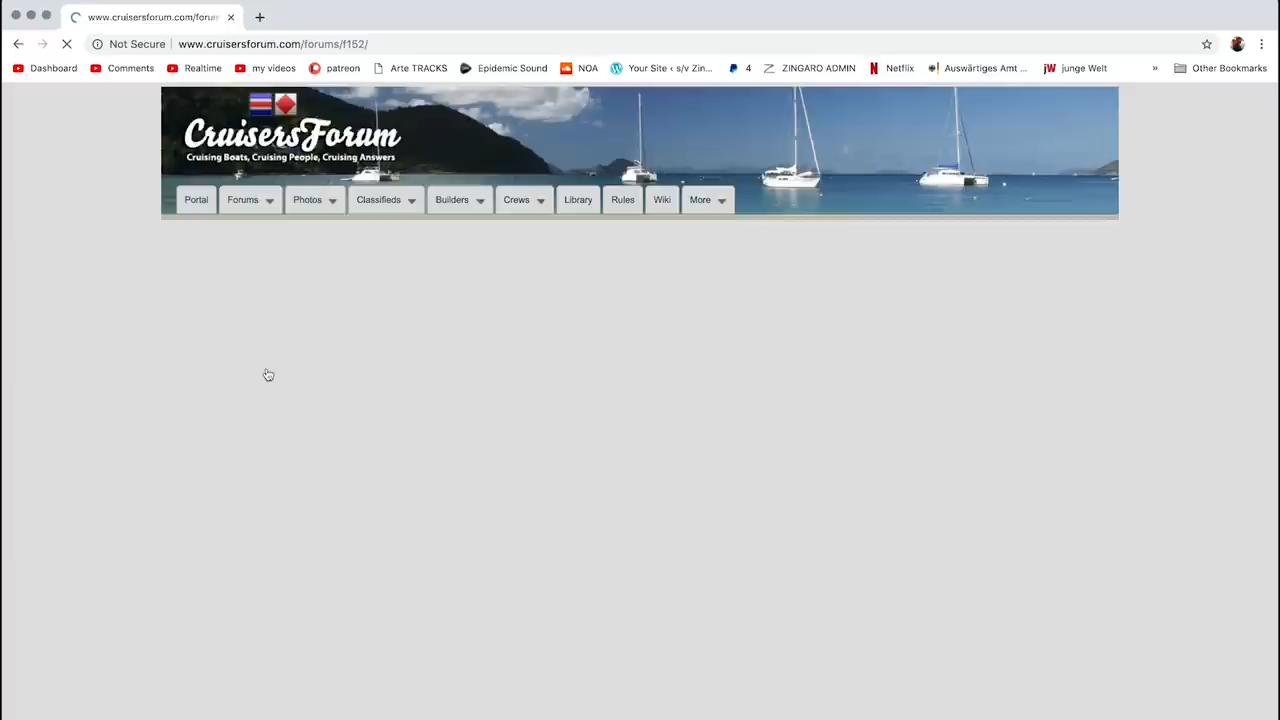 www.cruisersforum.com/forum
Not Secure www.cruisersforum.com/forums/f152/
Dashboard Comments Realtime my videos patreon Arte TRACKS Epidemic Sound NOA Your Site ‹ s/v Zin... 4 ZINGARO ADMIN Netflix Auswärtiges Amt ... junge Welt » Other Bookmarks
CruisersForum
Cruising Boats, Cruising People, Cruising Answers
Portal Forums Photos Classifieds Builders Crews Library Rules Wiki More